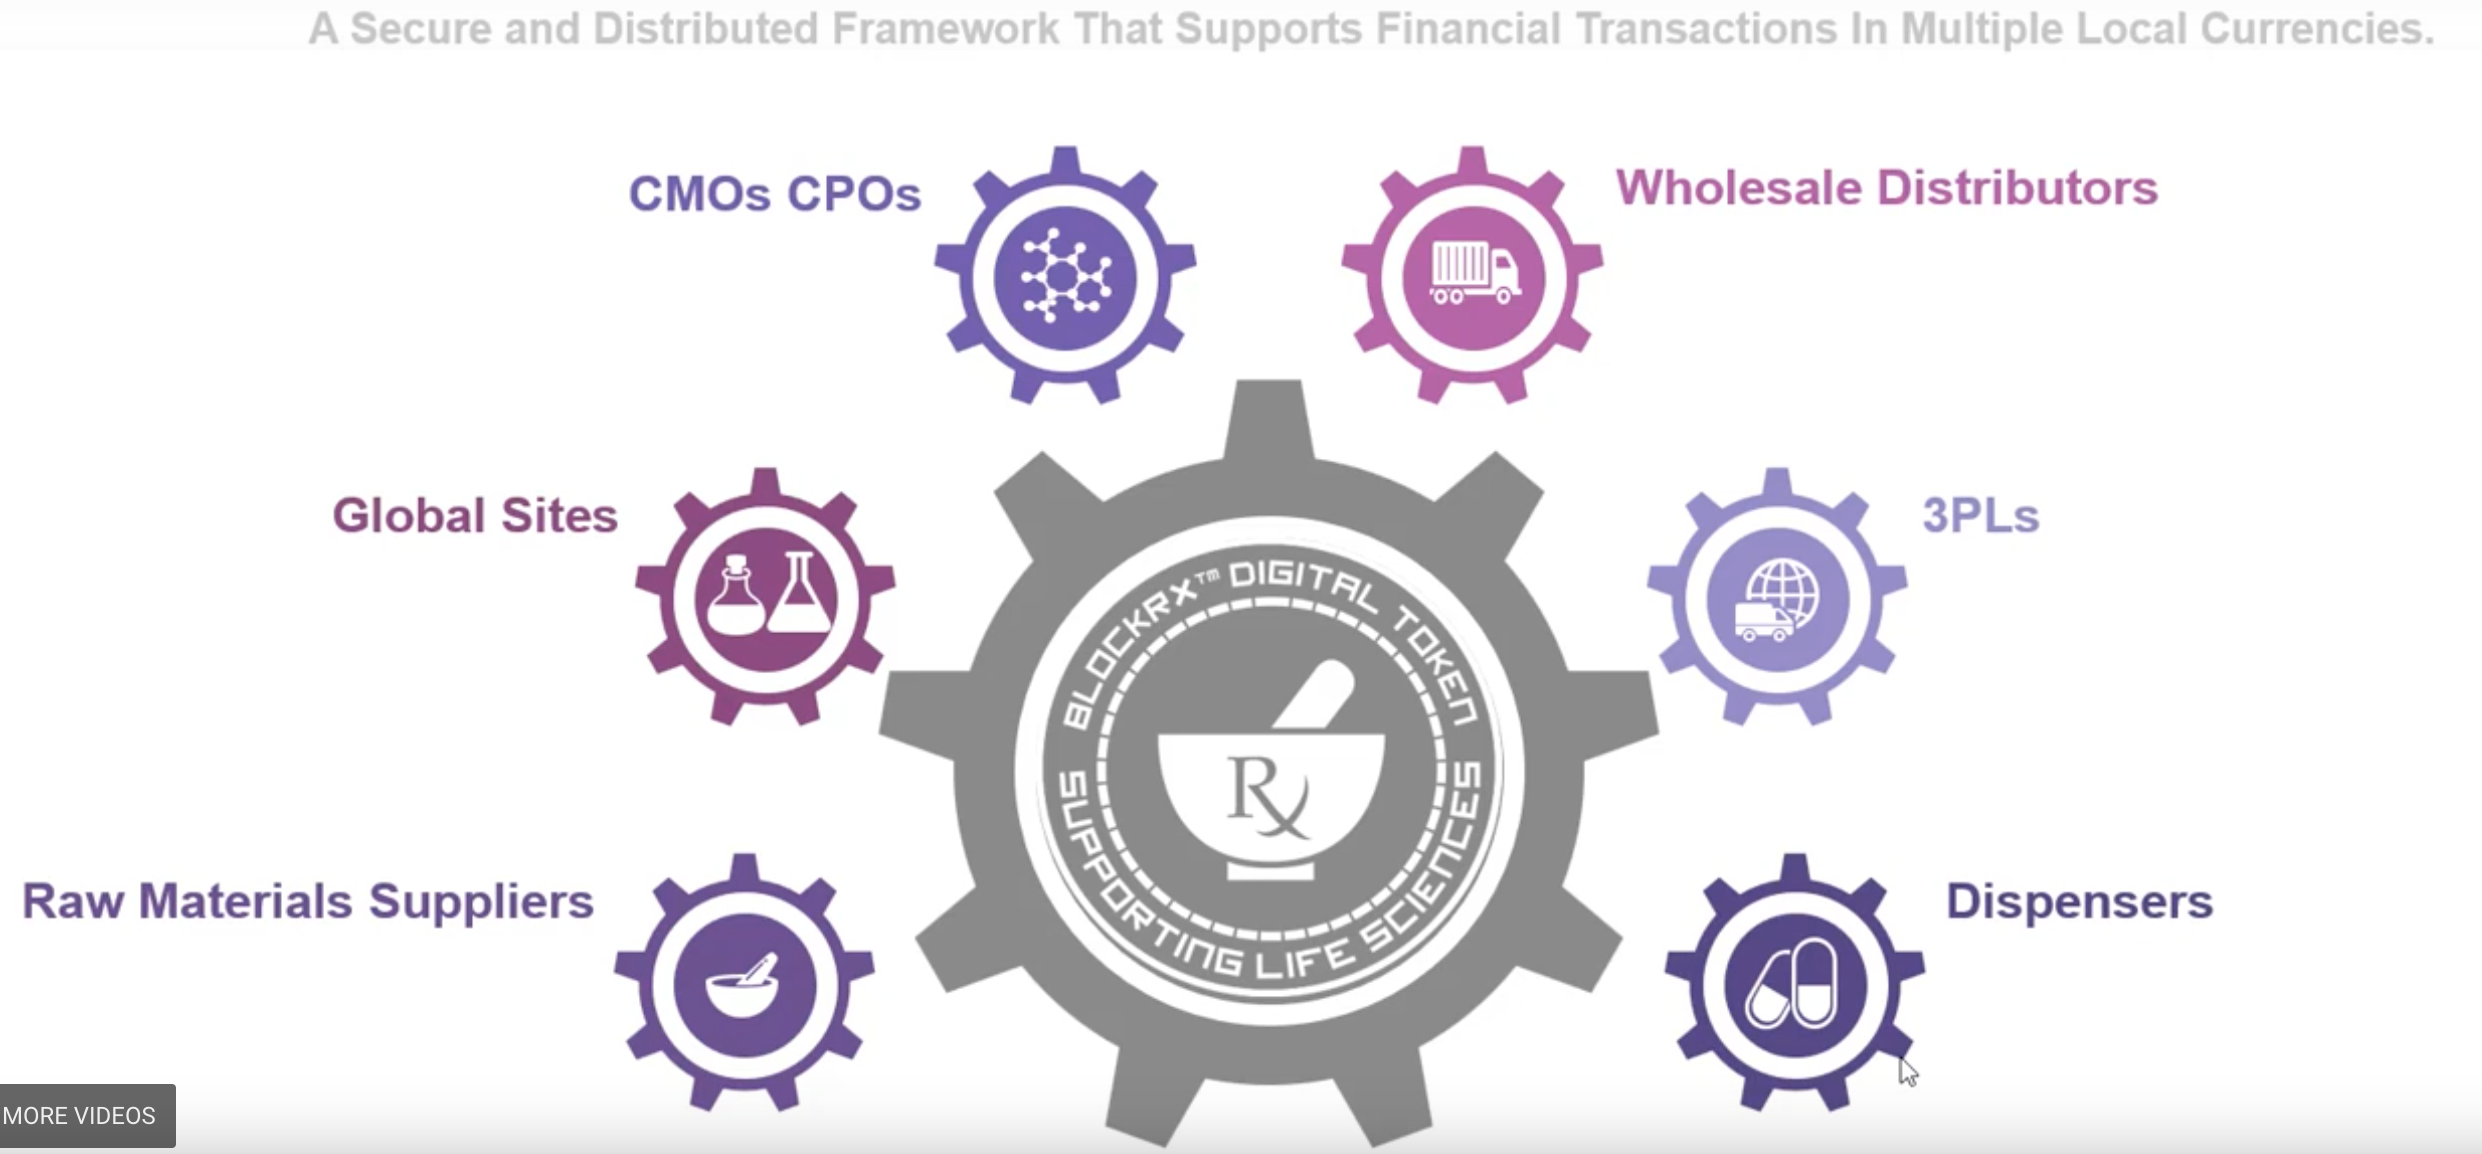 A Secure and Distributed Framework That Supports Financial Transactions In Multiple Local Currencies.
CMOs CPOs
Wholesale Distributors
Global Sites
3PLs
BLOCKRX™ DIGITAL TOKEN
Rx
SUPPORTING LIFE SCIENCES
Raw Materials Suppliers
Dispensers
MORE VIDEOS